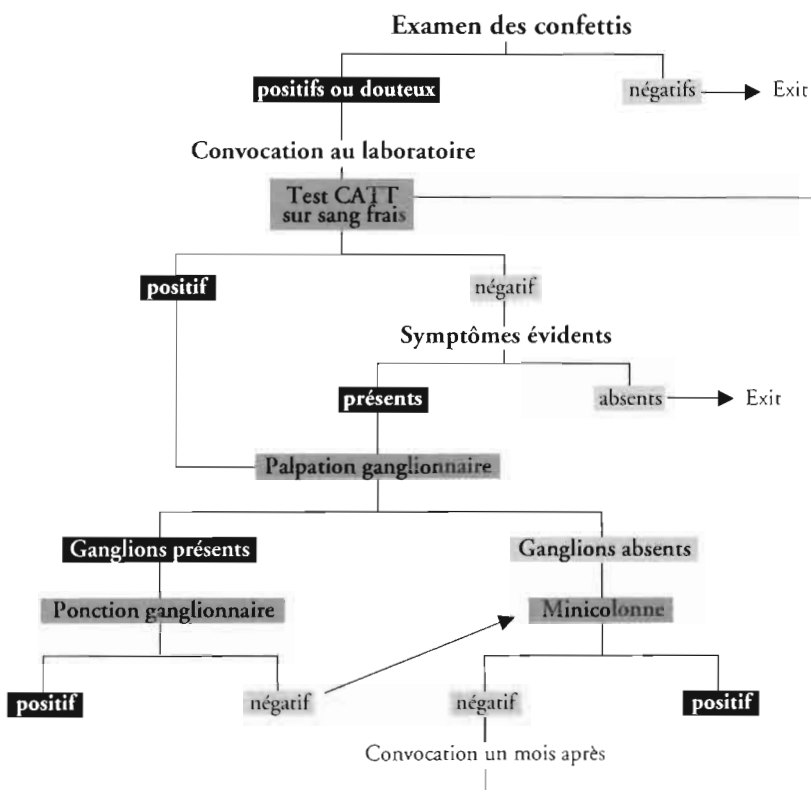 Examen des confettis
positifs ou douteux
négatifs
Exit
Convocation au laboratoire
Test CATT
sur sang frais
positif
négatif
Symptômes évidents
présents
absents
Exit
Palpation ganglionnaire
Ganglions présents
Ganglions absents
Ponction ganglionnaire
Minicolonne
positif
négatif
négatif
positif
Convocation un mois après